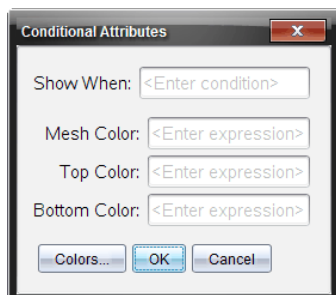 Conditional Attributes
Show When: <Enter condition>
Mesh Color: <Enter expression>
Top Color: <Enter expression>
Bottom Color: <Enter expression>
Colors... OK Cancel